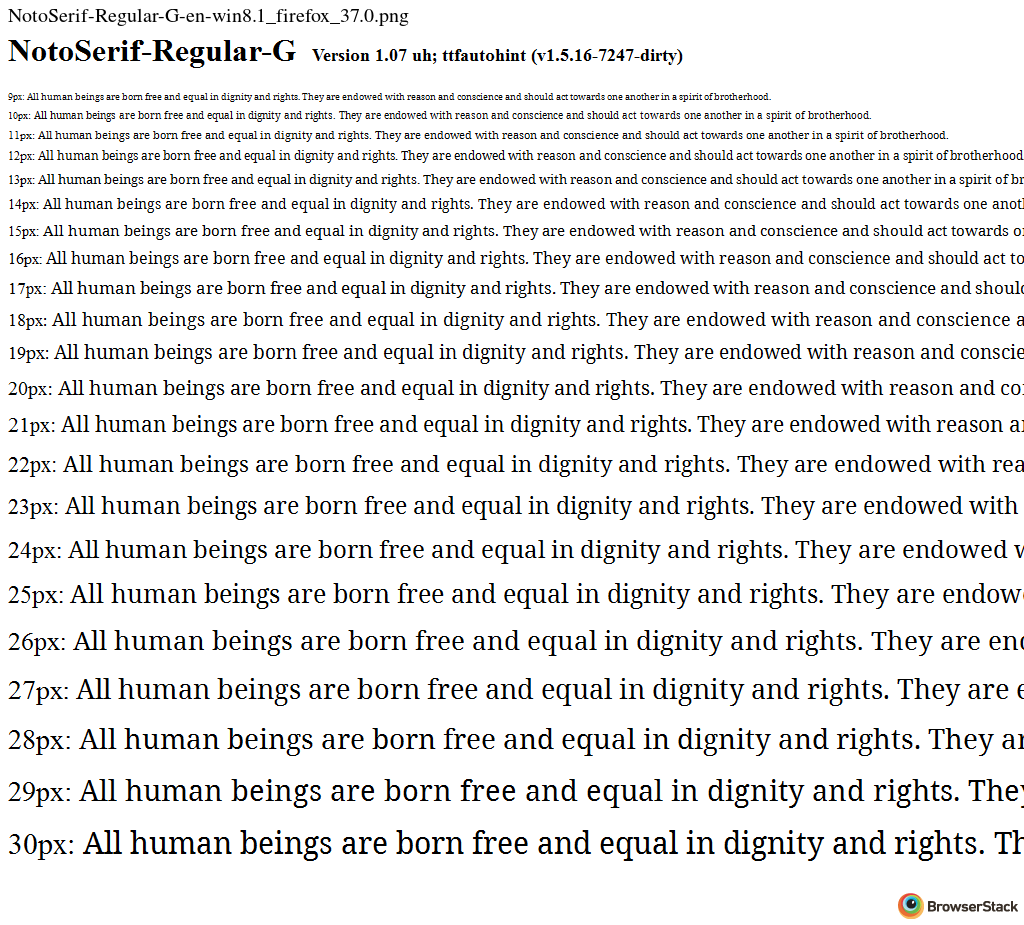 NotoSerif-Regular-G-en-win8.1_firefox_37.0.png
NotoSerif-Regular-G Version 1.07 uh; ttfautohint (v1.5.16-7247-dirty)
9px: All human beings are born free and equal in dignity and rights. They are endowed with reason and conscience and should act towards one another in a spirit of brotherhood.
10px: All human beings are born free and equal in dignity and rights. They are endowed with reason and conscience and should act towards one another in a spirit of brotherhood.
11px: All human beings are born free and equal in dignity and rights. They are endowed with reason and conscience and should act towards one another in a spirit of brotherhood.
12px: All human beings are born free and equal in dignity and rights. They are endowed with reason and conscience and should act towards one another in a spirit of brotherhood
13px: All human beings are born free and equal in dignity and rights. They are endowed with reason and conscience and should act towards one another in a spirit of br
14px: All human beings are born free and equal in dignity and rights. They are endowed with reason and conscience and should act towards one anot
15px: All human beings are born free and equal in dignity and rights. They are endowed with reason and conscience and should act towards o
16px: All human beings are born free and equal in dignity and rights. They are endowed with reason and conscience and should act to
17px: All human beings are born free and equal in dignity and rights. They are endowed with reason and conscience and should
18px: All human beings are born free and equal in dignity and rights. They are endowed with reason and conscience a
19px: All human beings are born free and equal in dignity and rights. They are endowed with reason and conscie
20px: All human beings are born free and equal in dignity and rights. They are endowed with reason and co
21px: All human beings are born free and equal in dignity and rights. They are endowed with reason a
22px: All human beings are born free and equal in dignity and rights. They are endowed with rea
23px: All human beings are born free and equal in dignity and rights. They are endowed with
24px: All human beings are born free and equal in dignity and rights. They are endowed w
25px: All human beings are born free and equal in dignity and rights. They are endow
26px: All human beings are born free and equal in dignity and rights. They are en
27px: All human beings are born free and equal in dignity and rights. They are e
28px: All human beings are born free and equal in dignity and rights. They ar
29px: All human beings are born free and equal in dignity and rights. They
30px: All human beings are born free and equal in dignity and rights. Th
BrowserStack